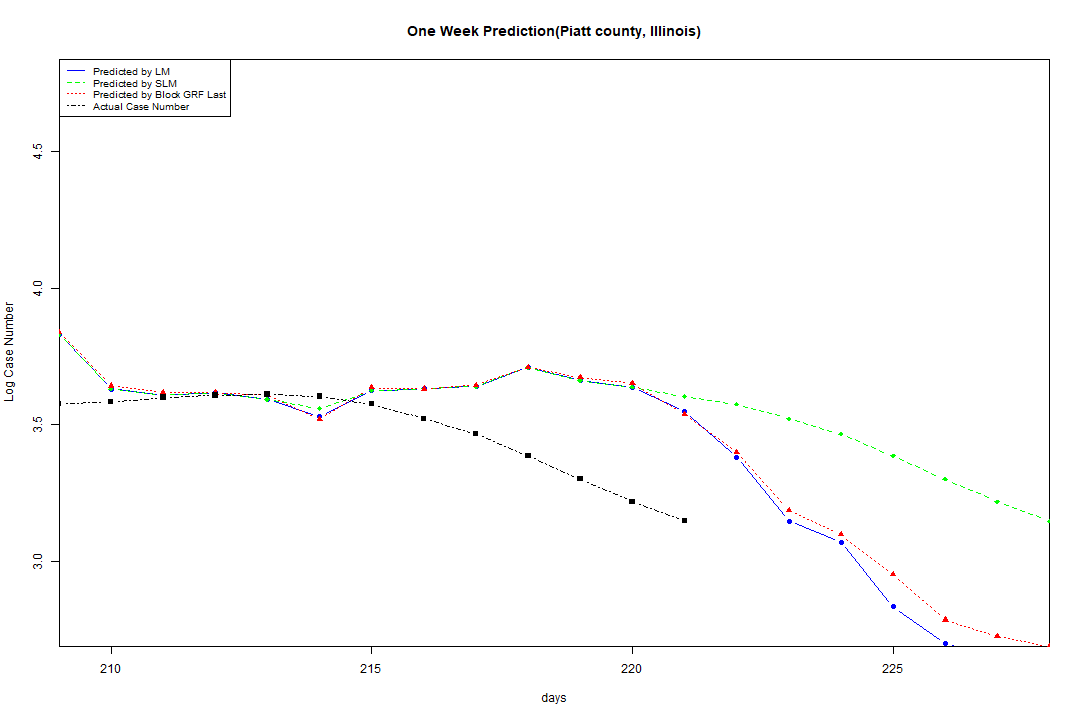 One Week Prediction(Piatt county, Illinois)
Predicted by LM
Predicted by SLM
Predicted by Block GRF Last
Actual Case Number
4.5
4.0
3.5
3.0
Log Case Number
210 215 220 225
days